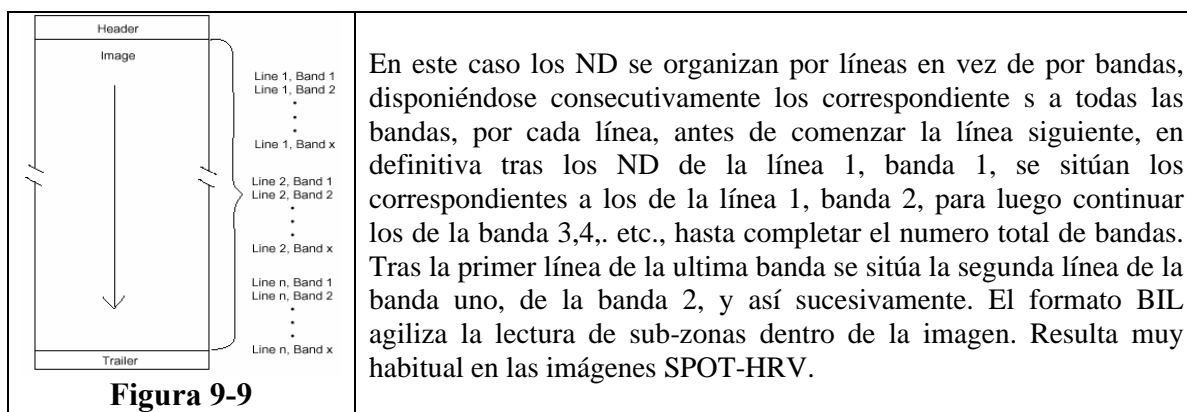 Header
Image
Line 1, Band 1
Line 1, Band 2
Line 1, Band x
Line 2, Band 1
Line 2, Band 2
Line 2, Band x
Line n, Band 1
Line n, Band 2
Line n, Band x
Trailer
Figura 9-9
En este caso los ND se organizan por líneas en vez de por bandas,
disponiéndose consecutivamente los correspondiente s a todas las
bandas, por cada línea, antes de comenzar la línea siguiente, en
definitiva tras los ND de la línea 1, banda 1, se sitúan los
correspondientes a los de la línea 1, banda 2, para luego continuar
los de la banda 3,4,. etc., hasta completar el numero total de bandas.
Tras la primer línea de la ultima banda se sitúa la segunda línea de la
banda uno, de la banda 2, y así sucesivamente. El formato BIL
agiliza la lectura de sub-zonas dentro de la imagen. Resulta muy
habitual en las imágenes SPOT-HRV.